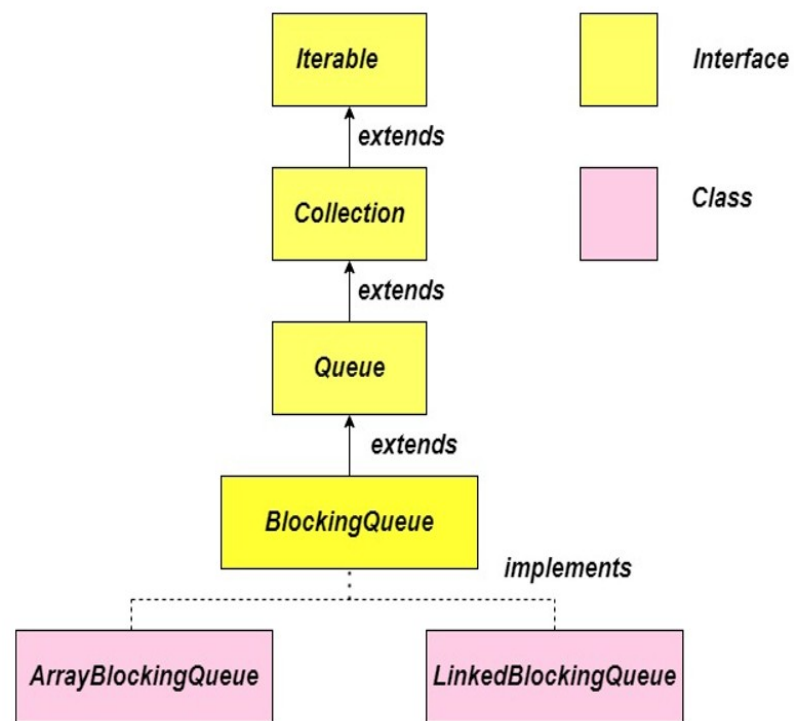 Iterable
Interface
extends
Collection
Class
extends
Queue
extends
BlockingQueue
implements
ArrayBlockingQueue
LinkedBlockingQueue